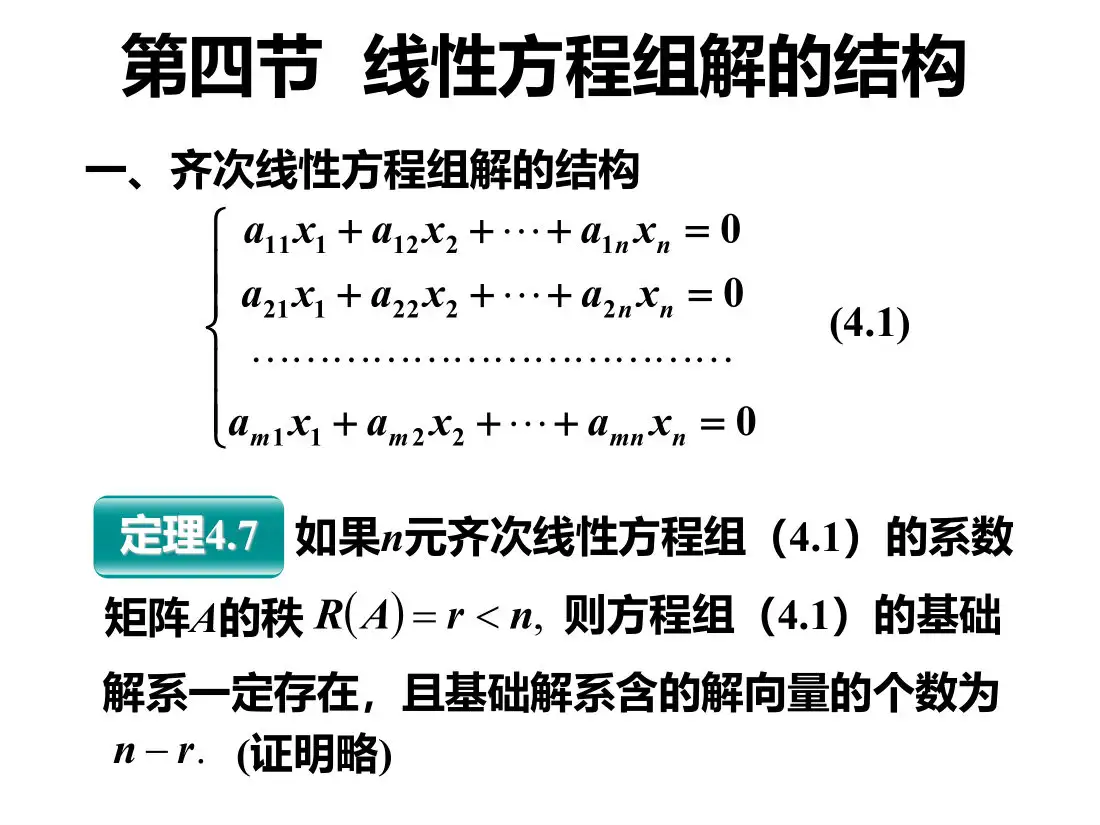 第四节 线性方程组解的结构
一、齐次线性方程组解的结构
a₁₁x₁ + a₁₂x₂ + ⋯ + a₁ₙxₙ = 0
a₂₁x₁ + a₂₂x₂ + ⋯ + a₂ₙxₙ = 0
(4.1)
⋯⋯⋯⋯⋯⋯⋯⋯⋯⋯⋯⋯
aₘ₁x₁ + aₘ₂x₂ + ⋯ + aₘₙxₙ = 0
定理4.7 如果n元齐次线性方程组（4.1）的系数
矩阵A的秩 R(A) = r < n, 则方程组（4.1）的基础
解系一定存在，且基础解系含的解向量的个数为
n − r. (证明略)